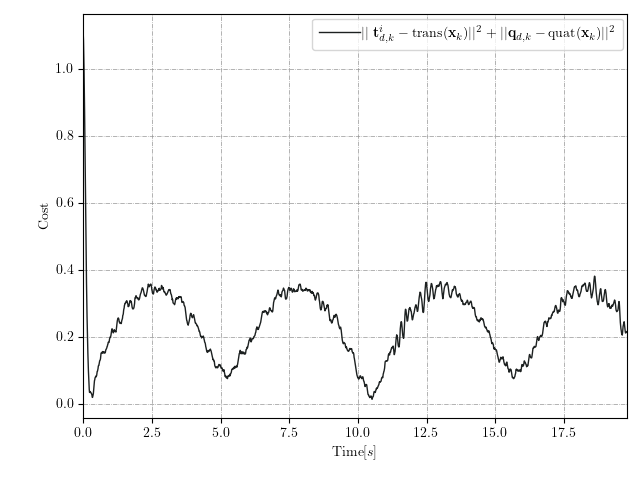 || t^i_{d,k} − trans(x_k)||^2 + ||q_{d,k} − quat(x_k)||^2
1.0
0.8
0.6
0.4
0.2
0.0
Cost
0.0 2.5 5.0 7.5 10.0 12.5 15.0 17.5
Time[s]